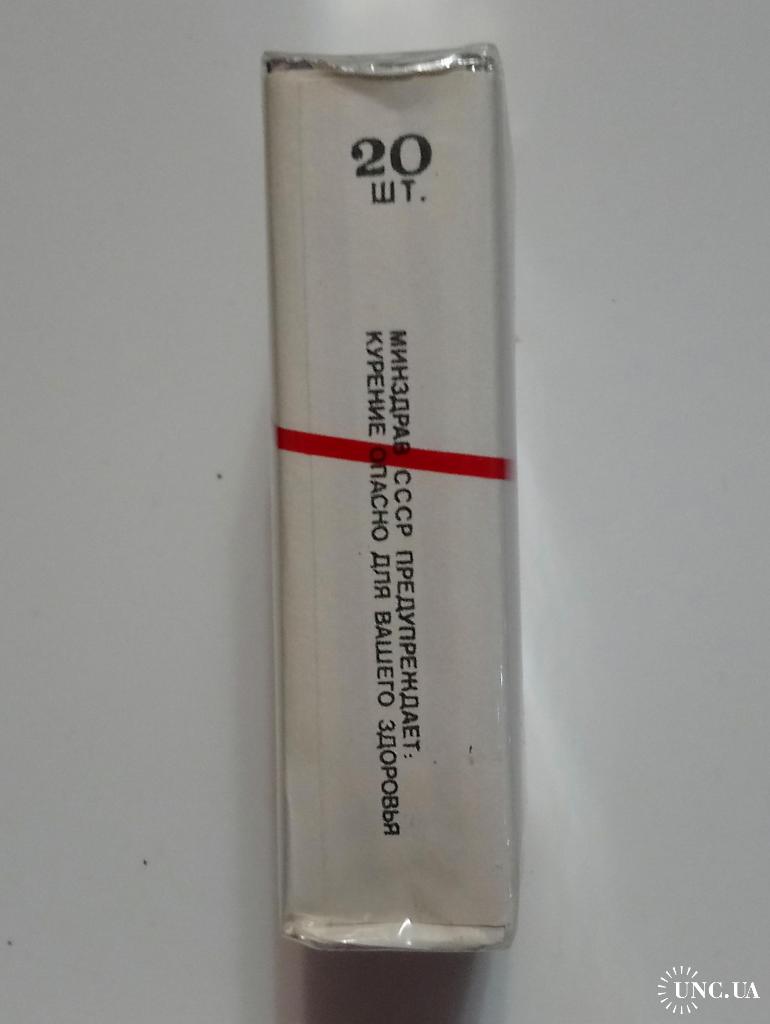 20
шт.
МИНЗДРАВ СССР ПРЕДУПРЕЖДАЕТ:
КУРЕНИЕ ОПАСНО ДЛЯ ВАШЕГО ЗДОРОВЬЯ
UNC.UA